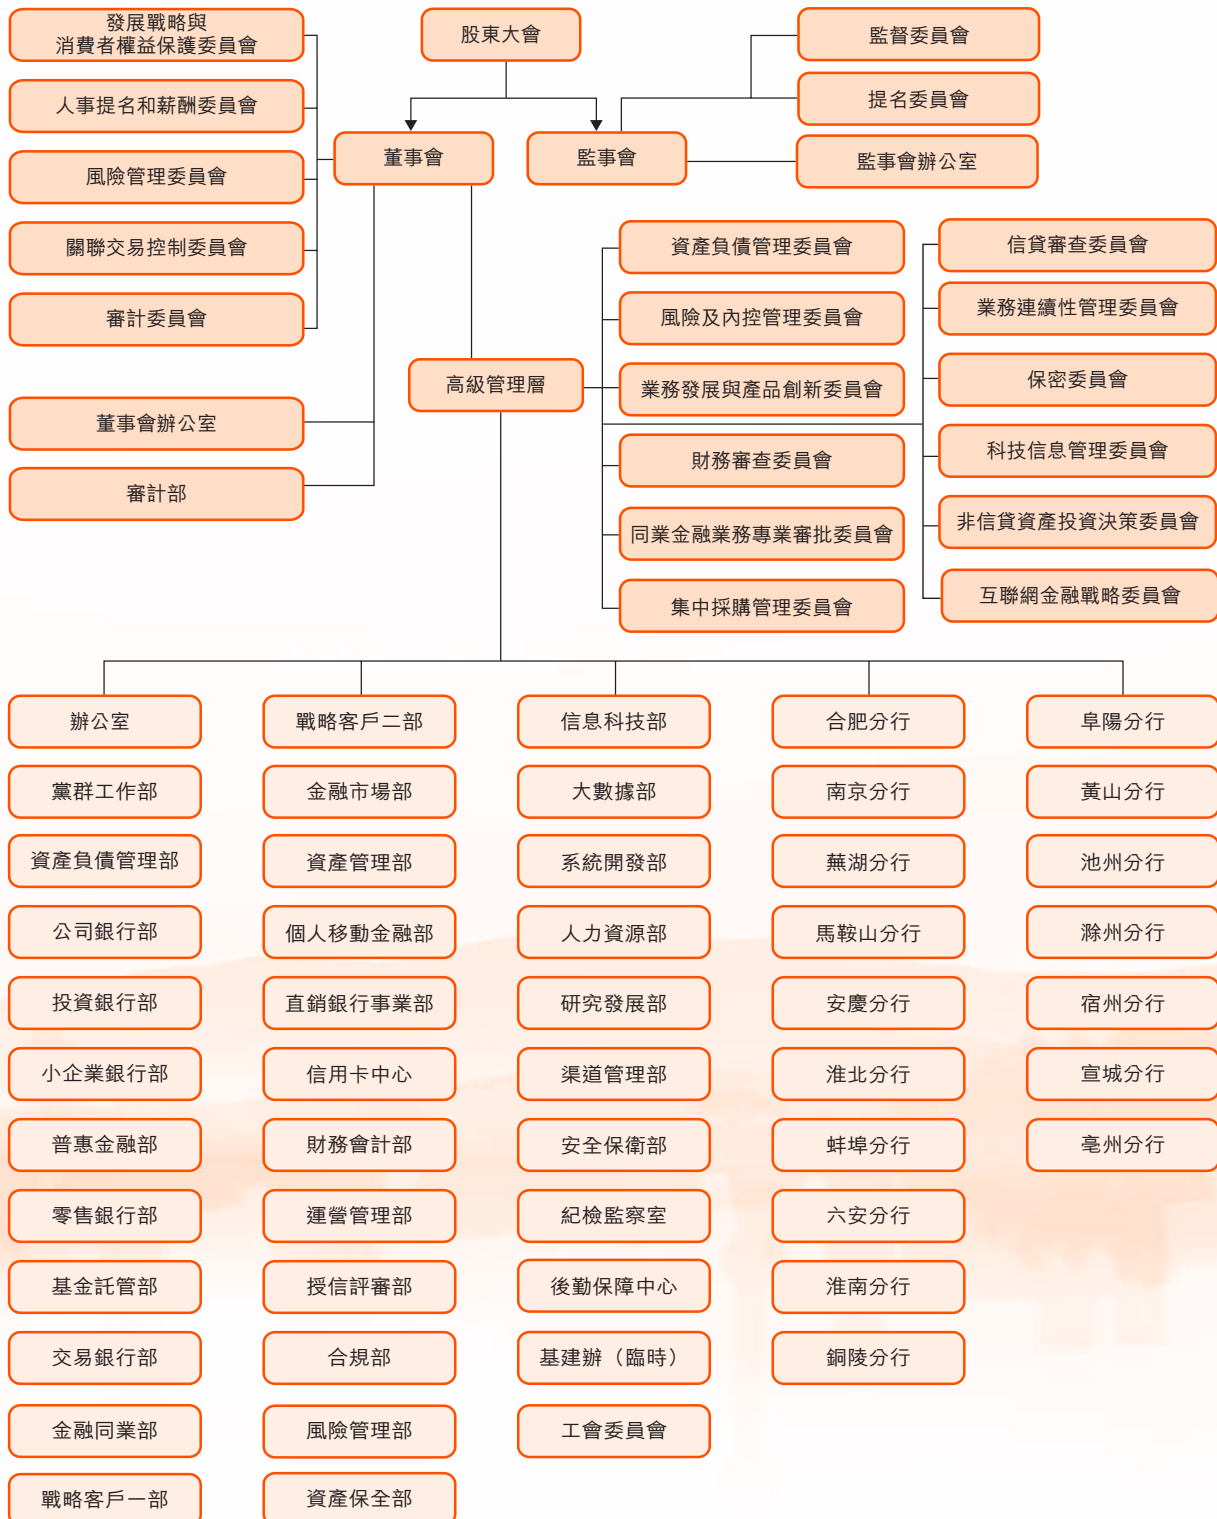 發展戰略與
消費者權益保護委員會
人事提名和薪酬委員會
風險管理委員會
關聯交易控制委員會
審計委員會
董事會辦公室
審計部
股東大會
董事會
監事會
監督委員會
提名委員會
監事會辦公室
高級管理層
資產負債管理委員會
風險及內控管理委員會
業務發展與產品創新委員會
財務審查委員會
同業金融業務專業審批委員會
集中採購管理委員會
信貸審查委員會
業務連續性管理委員會
保密委員會
科技信息管理委員會
非信貸資產投資決策委員會
互聯網金融戰略委員會
辦公室
黨群工作部
資產負債管理部
公司銀行部
投資銀行部
小企業銀行部
普惠金融部
零售銀行部
基金託管部
交易銀行部
金融同業部
戰略客戶一部
戰略客戶二部
金融市場部
資產管理部
個人移動金融部
直銷銀行事業部
信用卡中心
財務會計部
運營管理部
授信評審部
合規部
風險管理部
資產保全部
信息科技部
大數據部
系統開發部
人力資源部
研究發展部
渠道管理部
安全保衛部
紀檢監察室
後勤保障中心
基建辦（臨時）
工會委員會
合肥分行
南京分行
蕪湖分行
馬鞍山分行
安慶分行
淮北分行
蚌埠分行
六安分行
淮南分行
銅陵分行
阜陽分行
黃山分行
池州分行
滁州分行
宿州分行
宣城分行
亳州分行